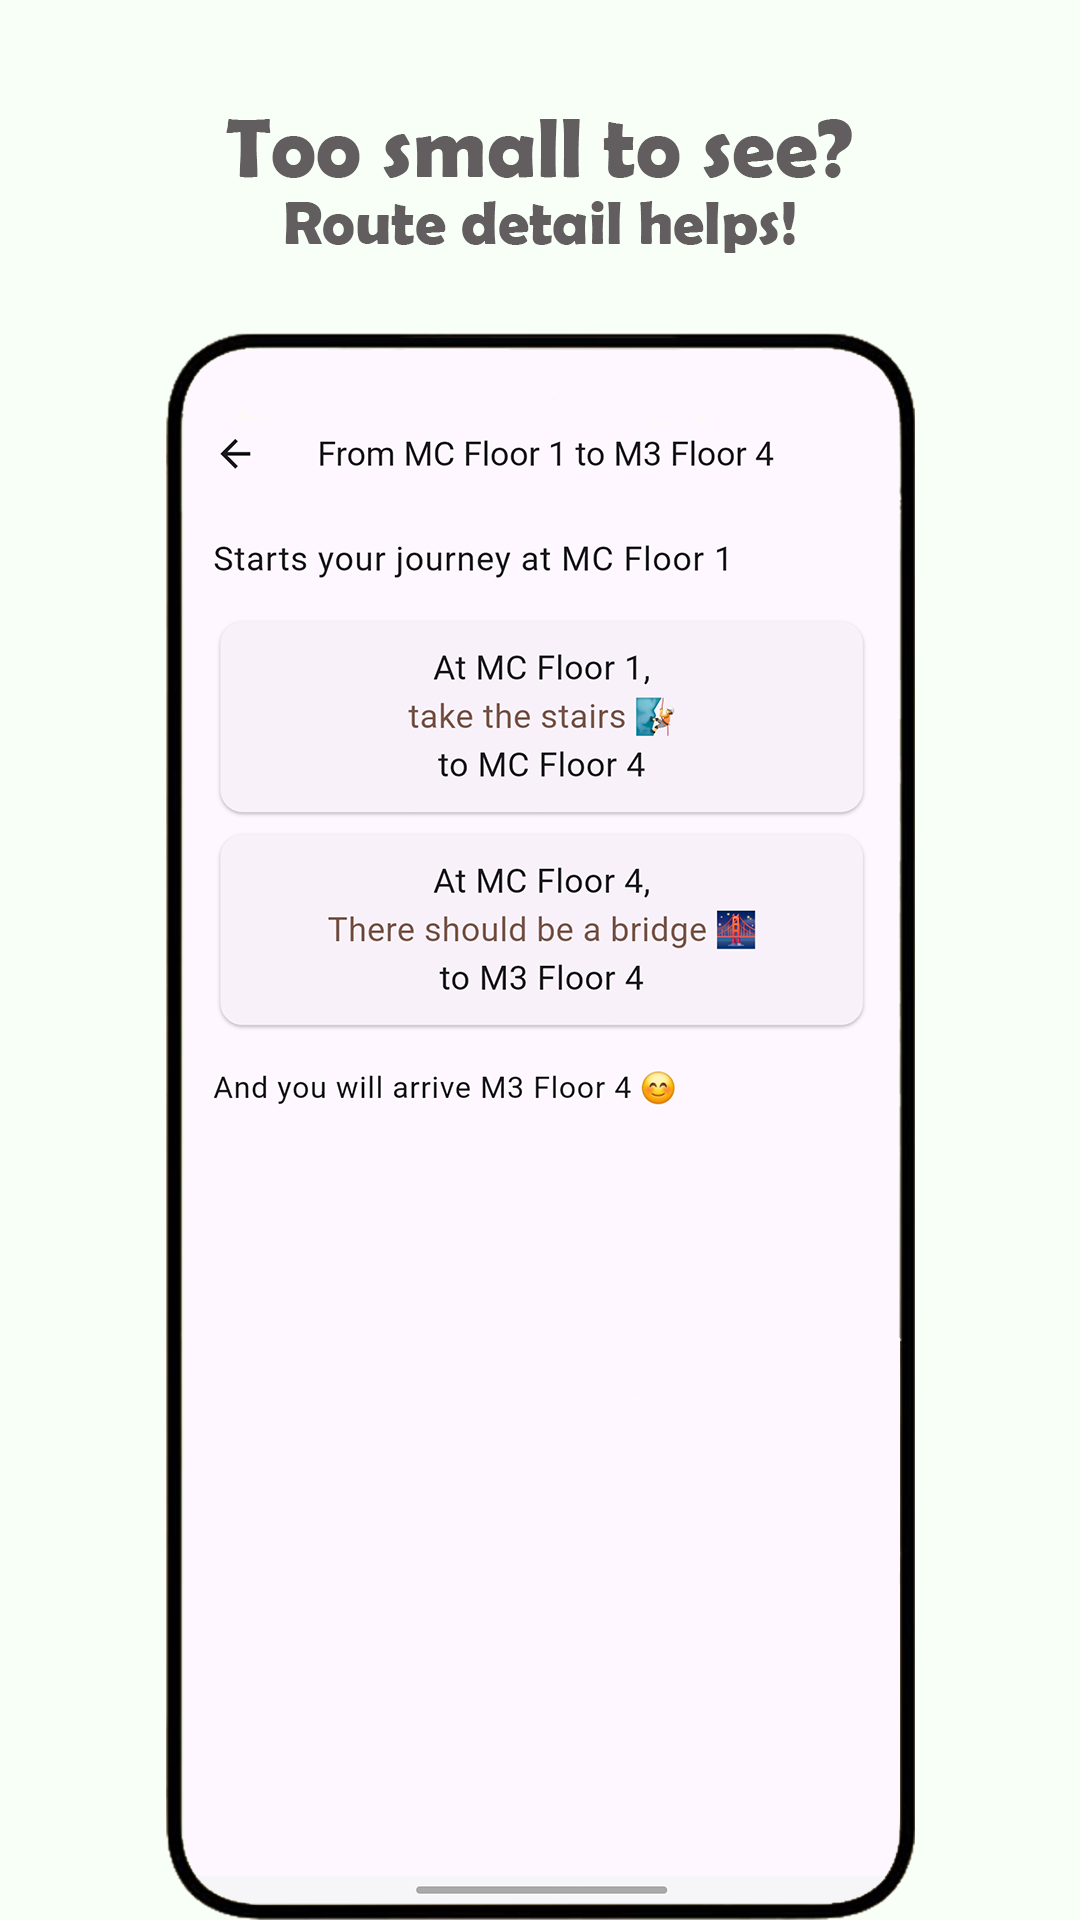 Too small to see?
Route detail helps!
From MC Floor 1 to M3 Floor 4
Starts your journey at MC Floor 1
At MC Floor 1,
take the stairs 🧗
to MC Floor 4
At MC Floor 4,
There should be a bridge 🌉
to M3 Floor 4
And you will arrive M3 Floor 4 😊